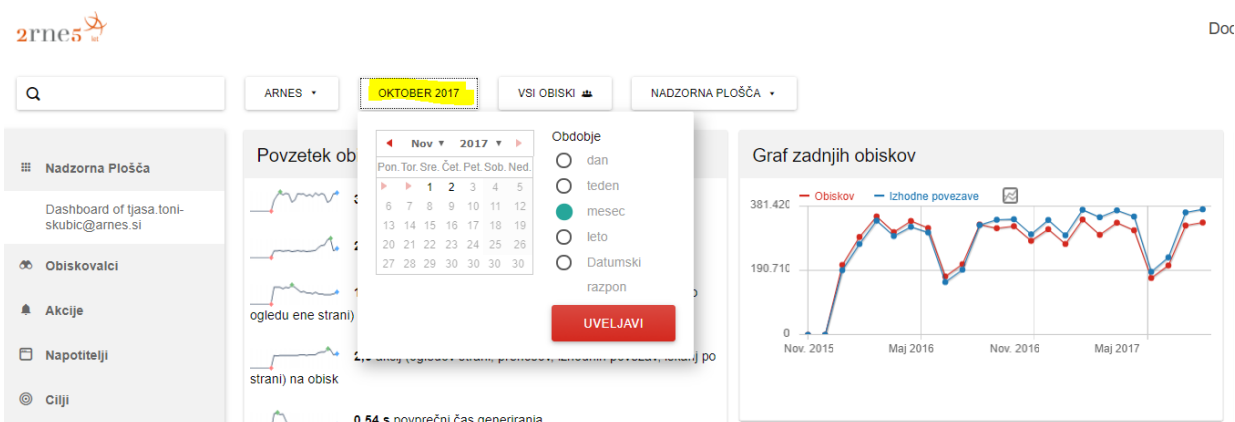 2rne5
lot
Doc
ARNES
OKTOBER 2017
VSI OBISKI
NADZORNA PLOŠČA
Nadzorna Plošča
Dashboard of tjasa.toni-
skubic@arnes.si
Obiskovalci
Akcije
Napotitelji
Cilji
Povzetek ob
ogledu ene strani)
strani) na obisk
0,54 s povprečni čas generiranja
Nov 2017
Pon. Tor. Sre. Čet. Pet. Sob. Ned.
1 2 3 4 5
6 7 8 9 10 11 12
13 14 15 16 17 18 19
20 21 22 23 24 25 26
27 28 29 30 30 30 30
Obdobje
dan
teden
mesec
leto
Datumski
razpon
UVELJAVI
Graf zadnjih obiskov
Obiskov Izhodne povezave
381.420
190.710
0
Nov. 2015 Maj 2016 Nov. 2016 Maj 2017